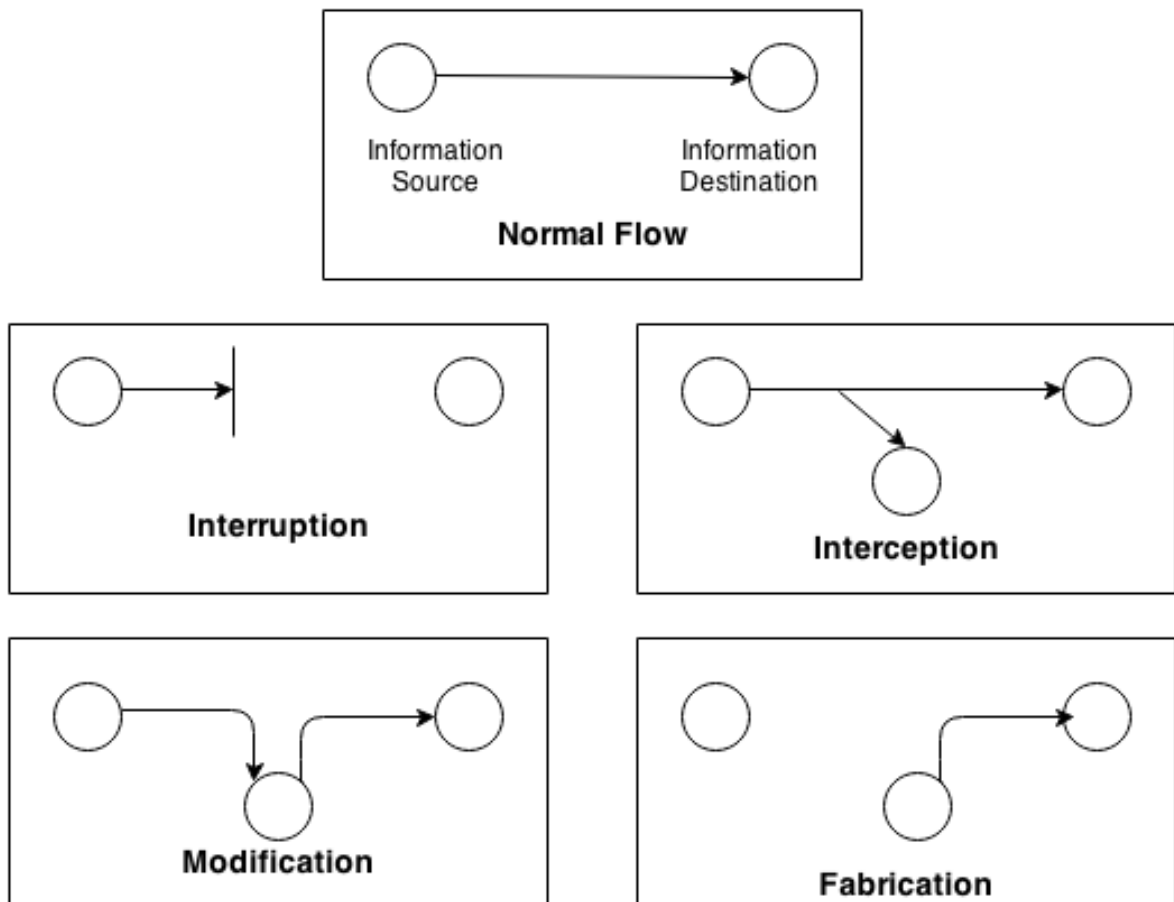 Information
Source
Information
Destination
Normal Flow
Interruption
Interception
Modification
Fabrication